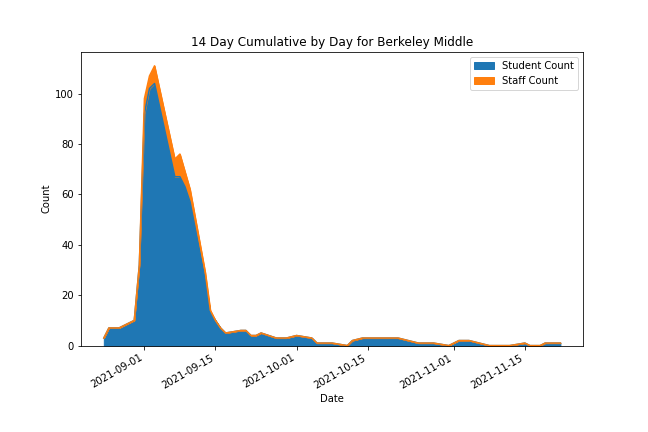 14 Day Cumulative by Day for Berkeley Middle
Student Count
Staff Count
100
80
60
40
20
0
Count
2021-09-01
2021-09-15
2021-10-01
2021-10-15
2021-11-01
2021-11-15
Date